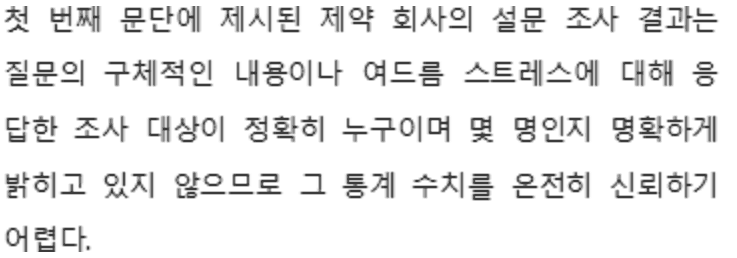 첫 번째 문단에 제시된 제약 회사의 설문 조사 결과는
질문의 구체적인 내용이나 여드름 스트레스에 대해 응
답한 조사 대상이 정확히 누구이며 몇 명인지 명확하게
밝히고 있지 않으므로 그 통계 수치를 온전히 신뢰하기
어렵다.